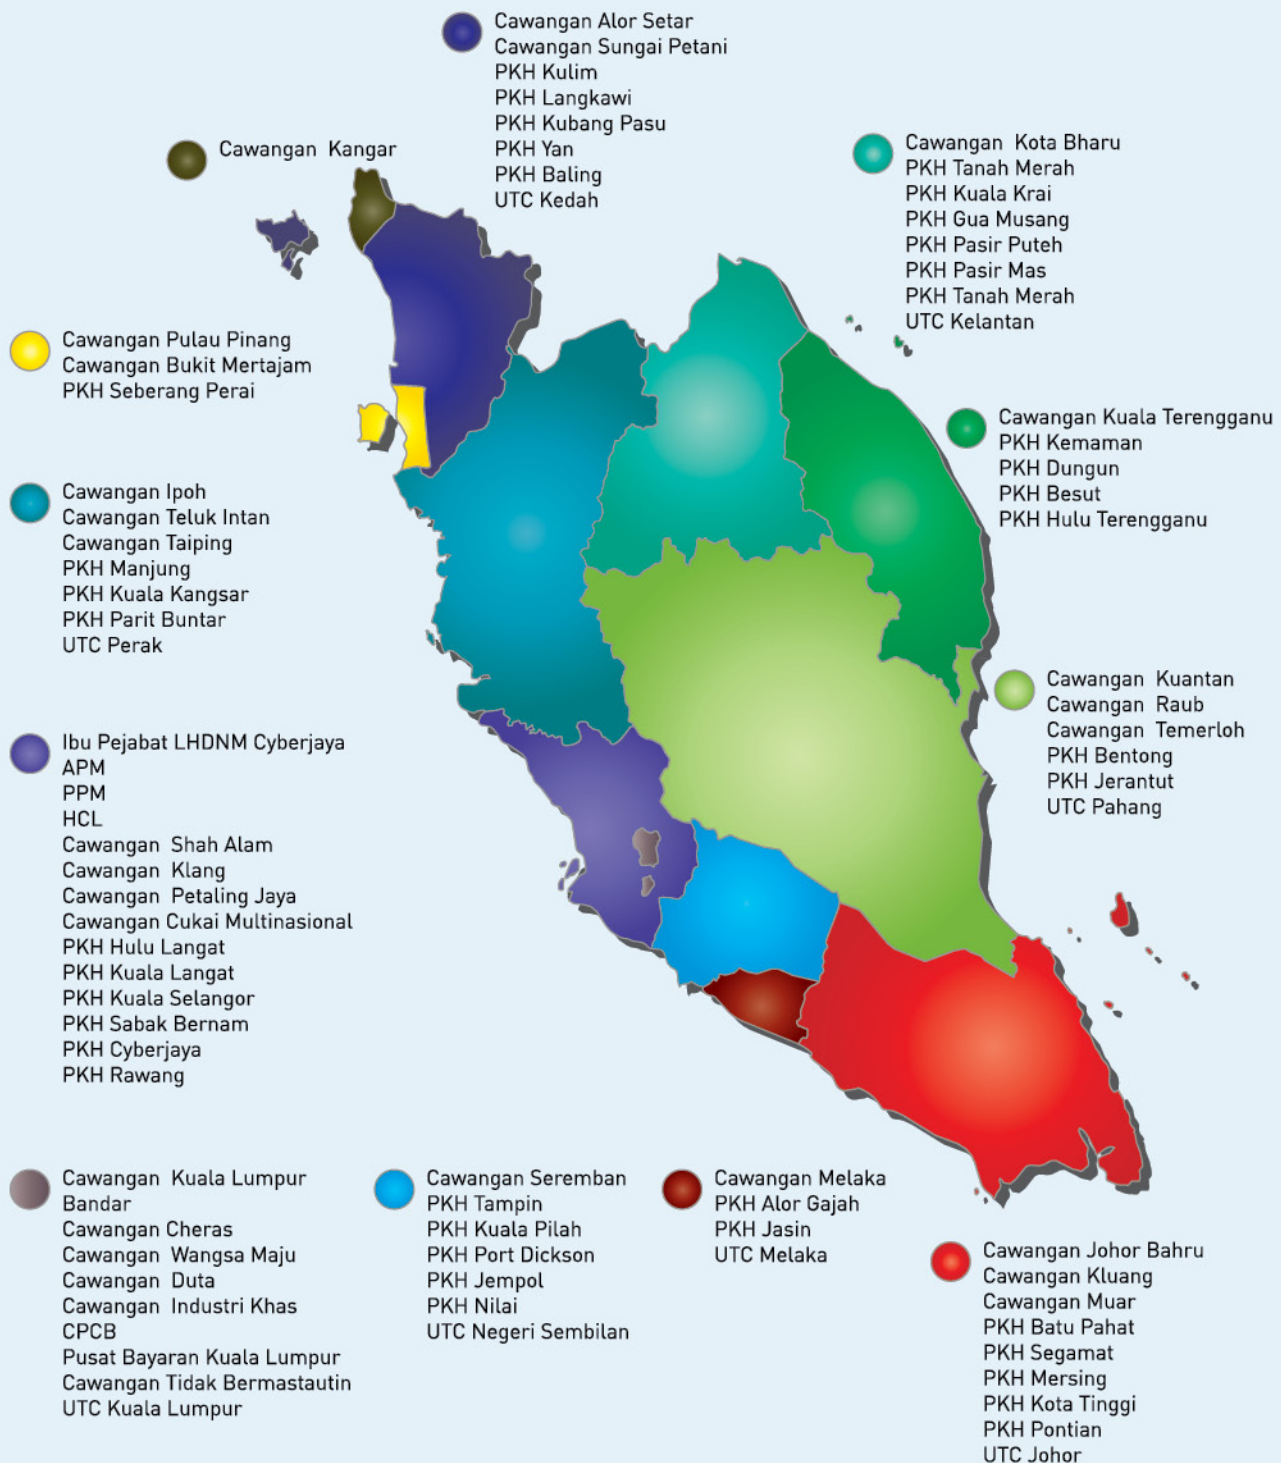 Cawangan Alor Setar
Cawangan Sungai Petani
PKH Kulim
PKH Langkawi
PKH Kubang Pasu
PKH Yan
PKH Baling
UTC Kedah
Cawangan Kangar
Cawangan Kota Bharu
PKH Tanah Merah
PKH Kuala Krai
PKH Gua Musang
PKH Pasir Puteh
PKH Pasir Mas
PKH Tanah Merah
UTC Kelantan
Cawangan Pulau Pinang
Cawangan Bukit Mertajam
PKH Seberang Perai
Cawangan Kuala Terengganu
PKH Kemaman
PKH Dungun
PKH Besut
PKH Hulu Terengganu
Cawangan Ipoh
Cawangan Teluk Intan
Cawangan Taiping
PKH Manjung
PKH Kuala Kangsar
PKH Parit Buntar
UTC Perak
Cawangan Kuantan
Cawangan Raub
Cawangan Temerloh
PKH Bentong
PKH Jerantut
UTC Pahang
Ibu Pejabat LHDNM Cyberjaya
APM
PPM
HCL
Cawangan Shah Alam
Cawangan Klang
Cawangan Petaling Jaya
Cawangan Cukai Multinasional
PKH Hulu Langat
PKH Kuala Langat
PKH Kuala Selangor
PKH Sabak Bernam
PKH Cyberjaya
PKH Rawang
Cawangan Kuala Lumpur
Bandar
Cawangan Cheras
Cawangan Wangsa Maju
Cawangan Duta
Cawangan Industri Khas
CPCB
Pusat Bayaran Kuala Lumpur
Cawangan Tidak Bermastautin
UTC Kuala Lumpur
Cawangan Seremban
PKH Tampin
PKH Kuala Pilah
PKH Port Dickson
PKH Jempol
PKH Nilai
UTC Negeri Sembilan
Cawangan Melaka
PKH Alor Gajah
PKH Jasin
UTC Melaka
Cawangan Johor Bahru
Cawangan Kluang
Cawangan Muar
PKH Batu Pahat
PKH Segamat
PKH Mersing
PKH Kota Tinggi
PKH Pontian
UTC Johor